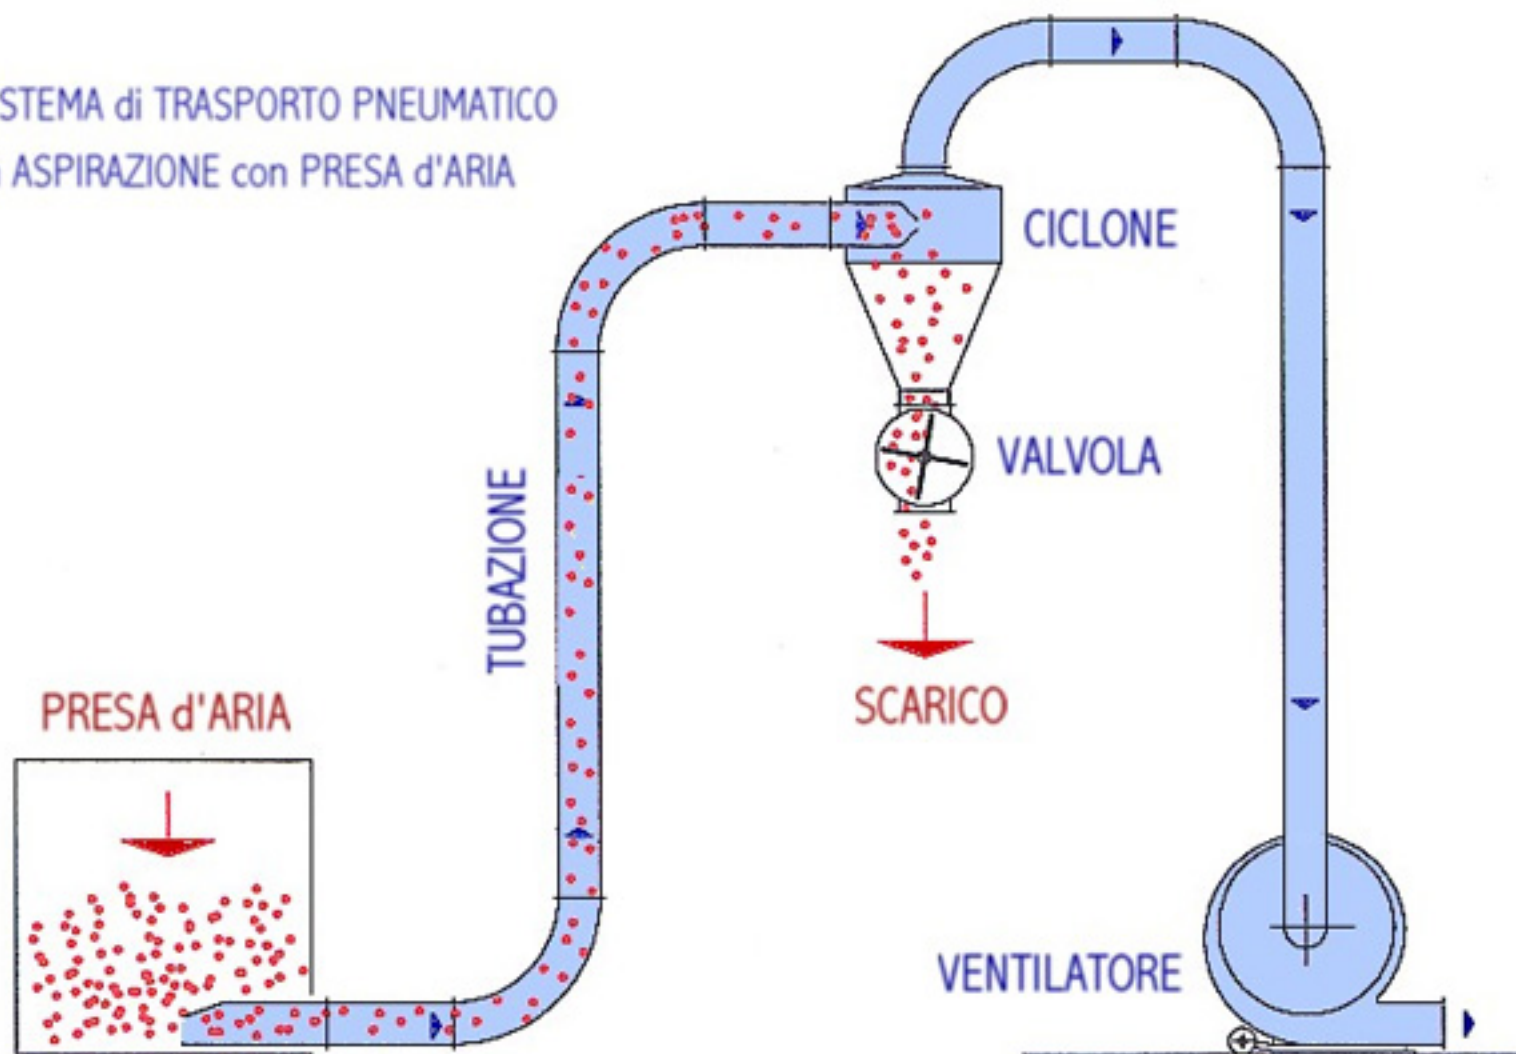 STEMA di TRASPORTO PNEUMATICO
ASPIRAZIONE con PRESA d'ARIA
CICLONE
VALVOLA
TUBAZIONE
SCARICO
PRESA d'ARIA
VENTILATORE